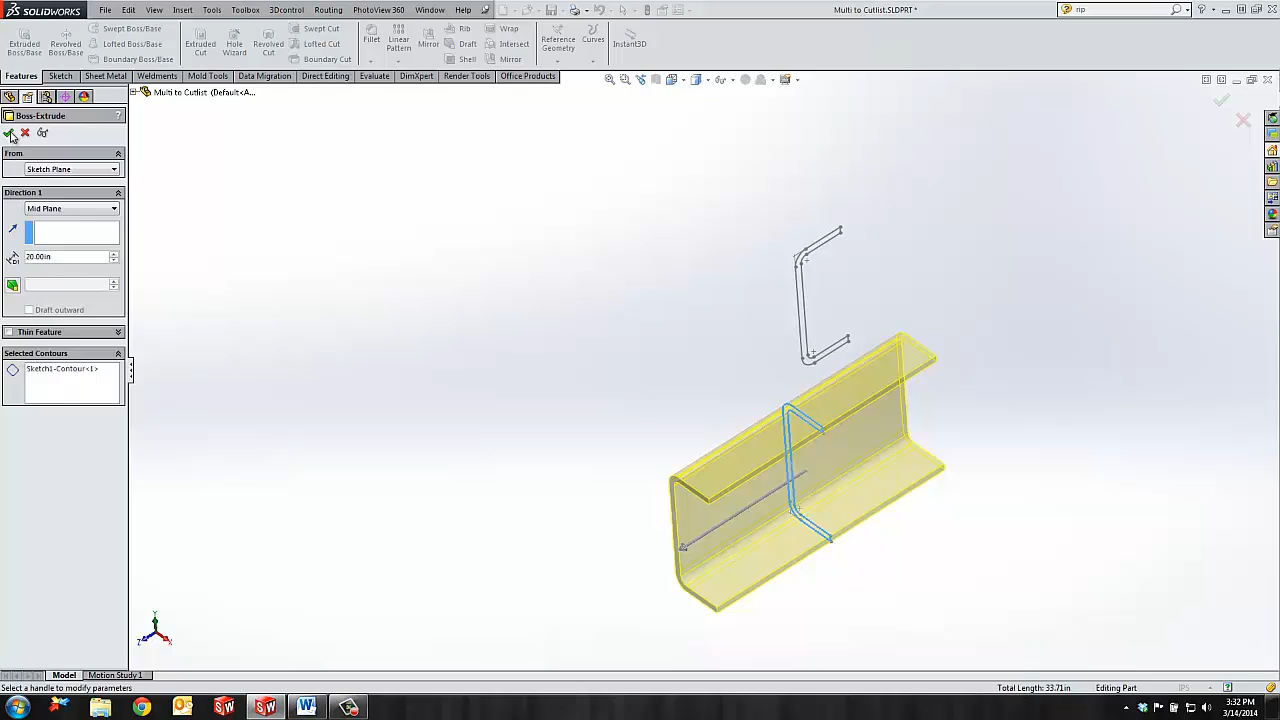 SOLIDWORKS File Edit View Insert Tools Toolbox 3Dcontrol Routing PhotoView 360 Window Help Multi to Cutlist.SLDPRT * rip
Extruded Boss/Base
Revolved Boss/Base
Swept Boss/Base
Lofted Boss/Base
Boundary Boss/Base
Extruded Cut
Hole Wizard
Revolved Cut
Swept Cut
Lofted Cut
Boundary Cut
Fillet
Linear Pattern
Mirror
Rib
Draft
Shell
Wrap
Intersect
Mirror
Reference Geometry
Curves
Instant3D
Features Sketch Sheet Metal Weldments Mold Tools Data Migration Direct Editing Evaluate DimXpert Render Tools Office Products
Multi to Cutlist (Default<A...
Boss-Extrude ?
From
Sketch Plane
Direction 1
Mid Plane
D1
20.00in
Draft outward
Thin Feature
Selected Contours
Sketch1-Contour<1>
Y
Z
X
Model Motion Study 1
Select a handle to modify parameters Total Length: 33.71in Editing Part IPS
3:32 PM
3/14/2014